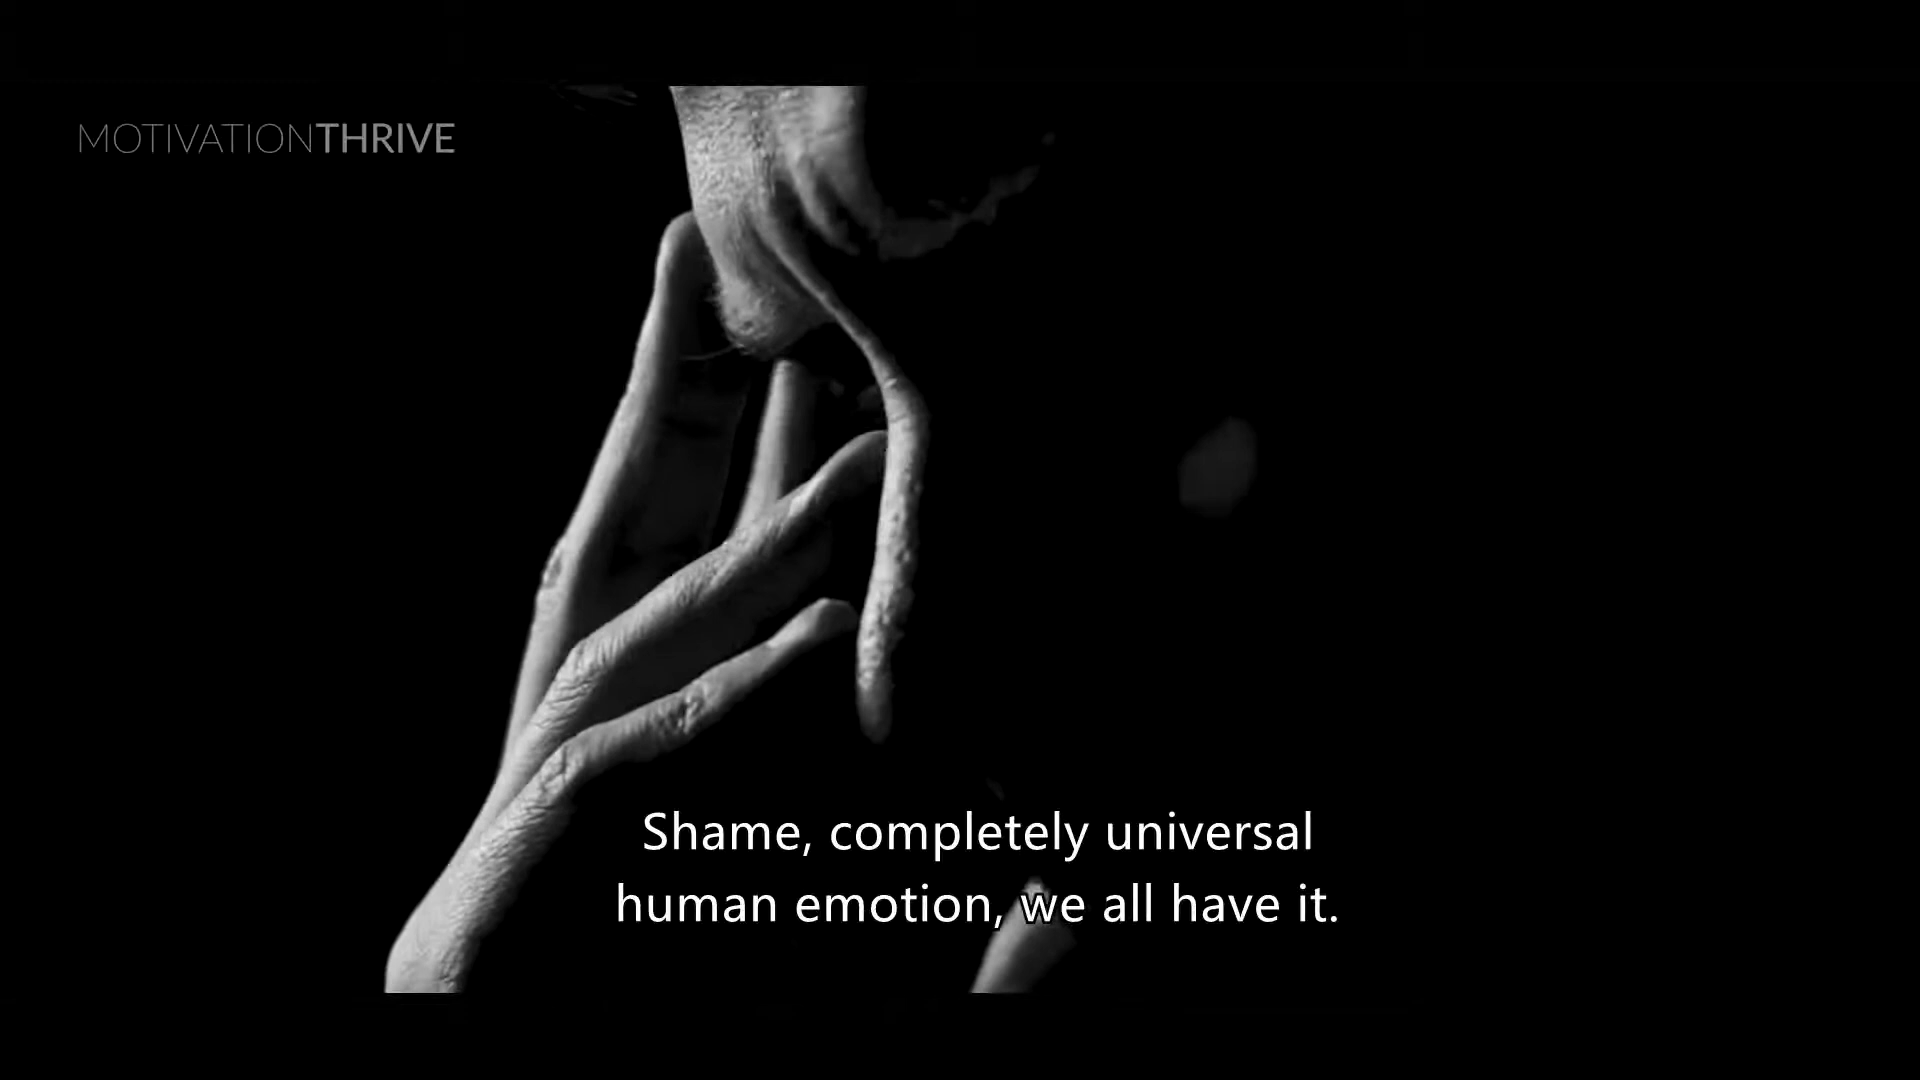 MOTIVATIONTHRIVE
Shame, completely universal
human emotion, we all have it.